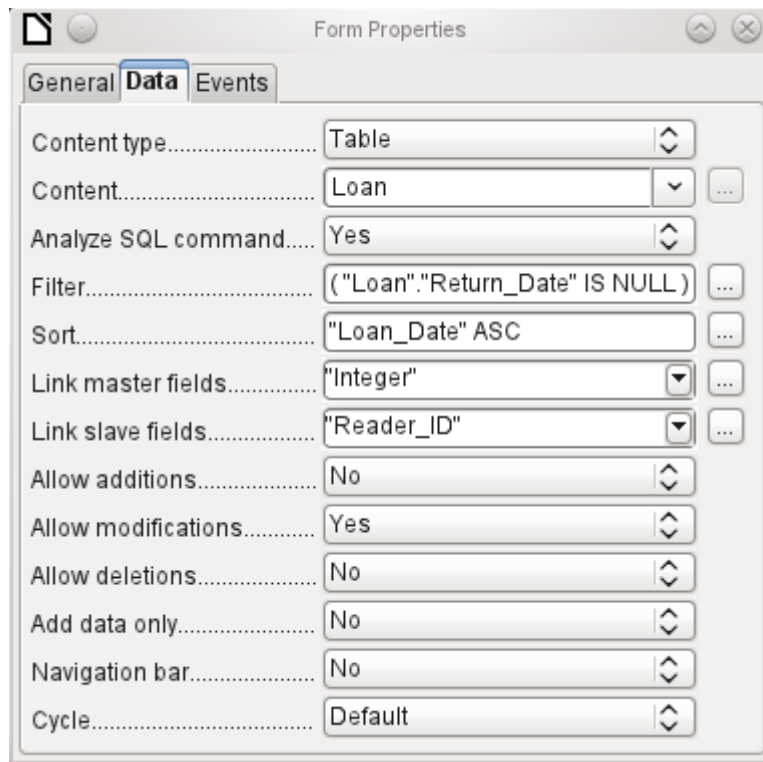 Form Properties
General Data Events
Content type........................ Table
Content................................. Loan ...
Analyze SQL command..... Yes
Filter.................................... ( "Loan"."Return_Date" IS NULL ) ...
Sort...................................... "Loan_Date" ASC ...
Link master fields................ "Integer" ...
Link slave fields.................. "Reader_ID" ...
Allow additions.................... No
Allow modifications............ Yes
Allow deletions.................... No
Add data only....................... No
Navigation bar..................... No
Cycle.................................... Default